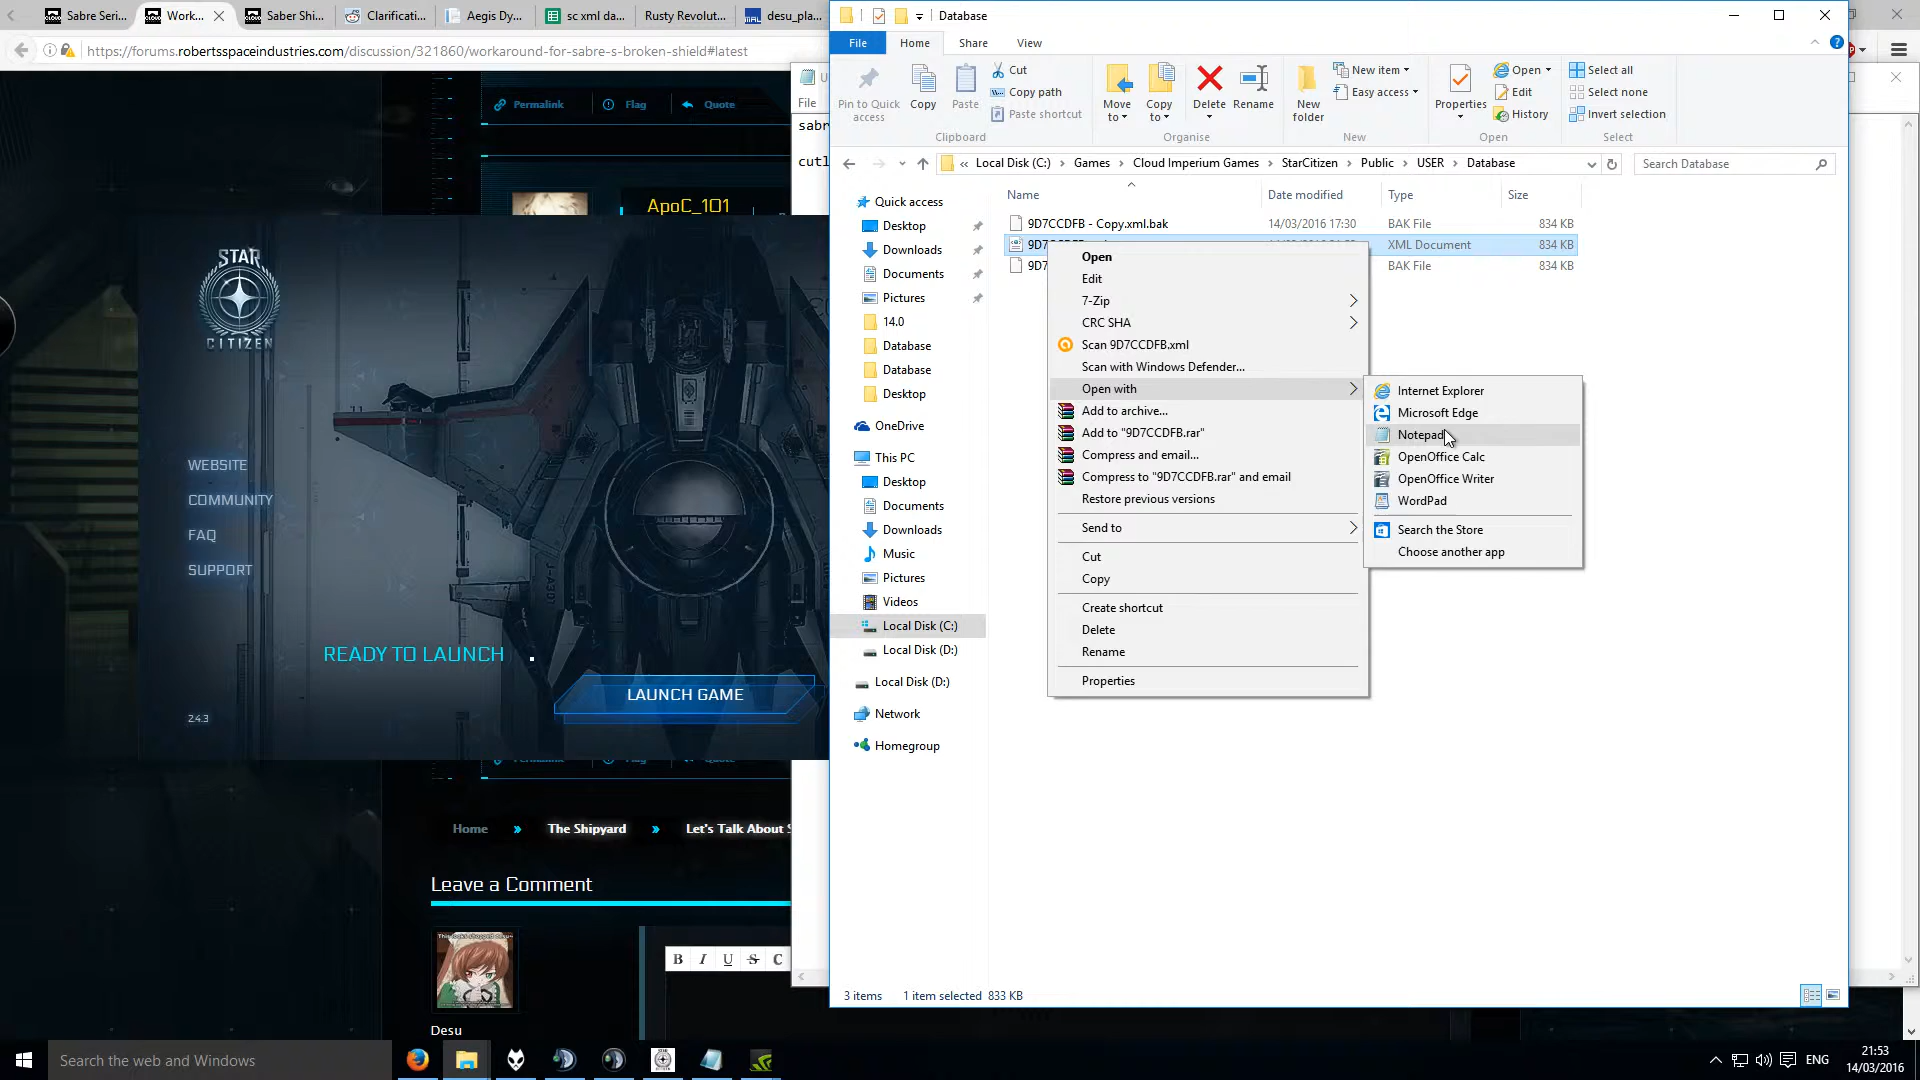 Sabre Seri...
Work...
Saber Shi...
Clarificati...
Aegis Dy...
sc xml da...
Rusty Revolut...
desu_pla...
https://forums.robertsspaceindustries.com/discussion/321860/workaround-for-sabre-s-broken-shield#latest
Permalink
Flag
Quote
ApoC_101
File
sabr
cutl
STAR
CITIZEN
WEBSITE
COMMUNITY
FAQ
SUPPORT
READY TO LAUNCH
LAUNCH GAME
2.4.3
J-A3D7
Home » The Shipyard » Let's Talk About S
Leave a Comment
B I U S C
Desu
Database
File Home Share View
Pin to Quick access
Copy
Paste
Cut
Copy path
Paste shortcut
Clipboard
Move to
Copy to
Delete
Rename
Organise
New folder
New item
Easy access
New
Properties
Open
Edit
History
Open
Select all
Select none
Invert selection
Select
« Local Disk (C:) › Games › Cloud Imperium Games › StarCitizen › Public › USER › Database
Search Database
Name Date modified Type Size
9D7CCDFB - Copy.xml.bak 14/03/2016 17:30 BAK File 834 KB
XML Document 834 KB
9D7 BAK File 834 KB
Quick access
Desktop
Downloads
Documents
Pictures
14.0
Database
Database
Desktop
OneDrive
This PC
Desktop
Documents
Downloads
Music
Pictures
Videos
Local Disk (C:)
Local Disk (D:)
Local Disk (D:)
Network
Homegroup
Open
Edit
7-Zip
CRC SHA
Scan 9D7CCDFB.xml
Scan with Windows Defender...
Open with
Add to archive...
Add to "9D7CCDFB.rar"
Compress and email...
Compress to "9D7CCDFB.rar" and email
Restore previous versions
Send to
Cut
Copy
Create shortcut
Delete
Rename
Properties
Internet Explorer
Microsoft Edge
Notepad
OpenOffice Calc
OpenOffice Writer
WordPad
Search the Store
Choose another app
3 items 1 item selected 833 KB
Search the web and Windows
ENG
21:53
14/03/2016